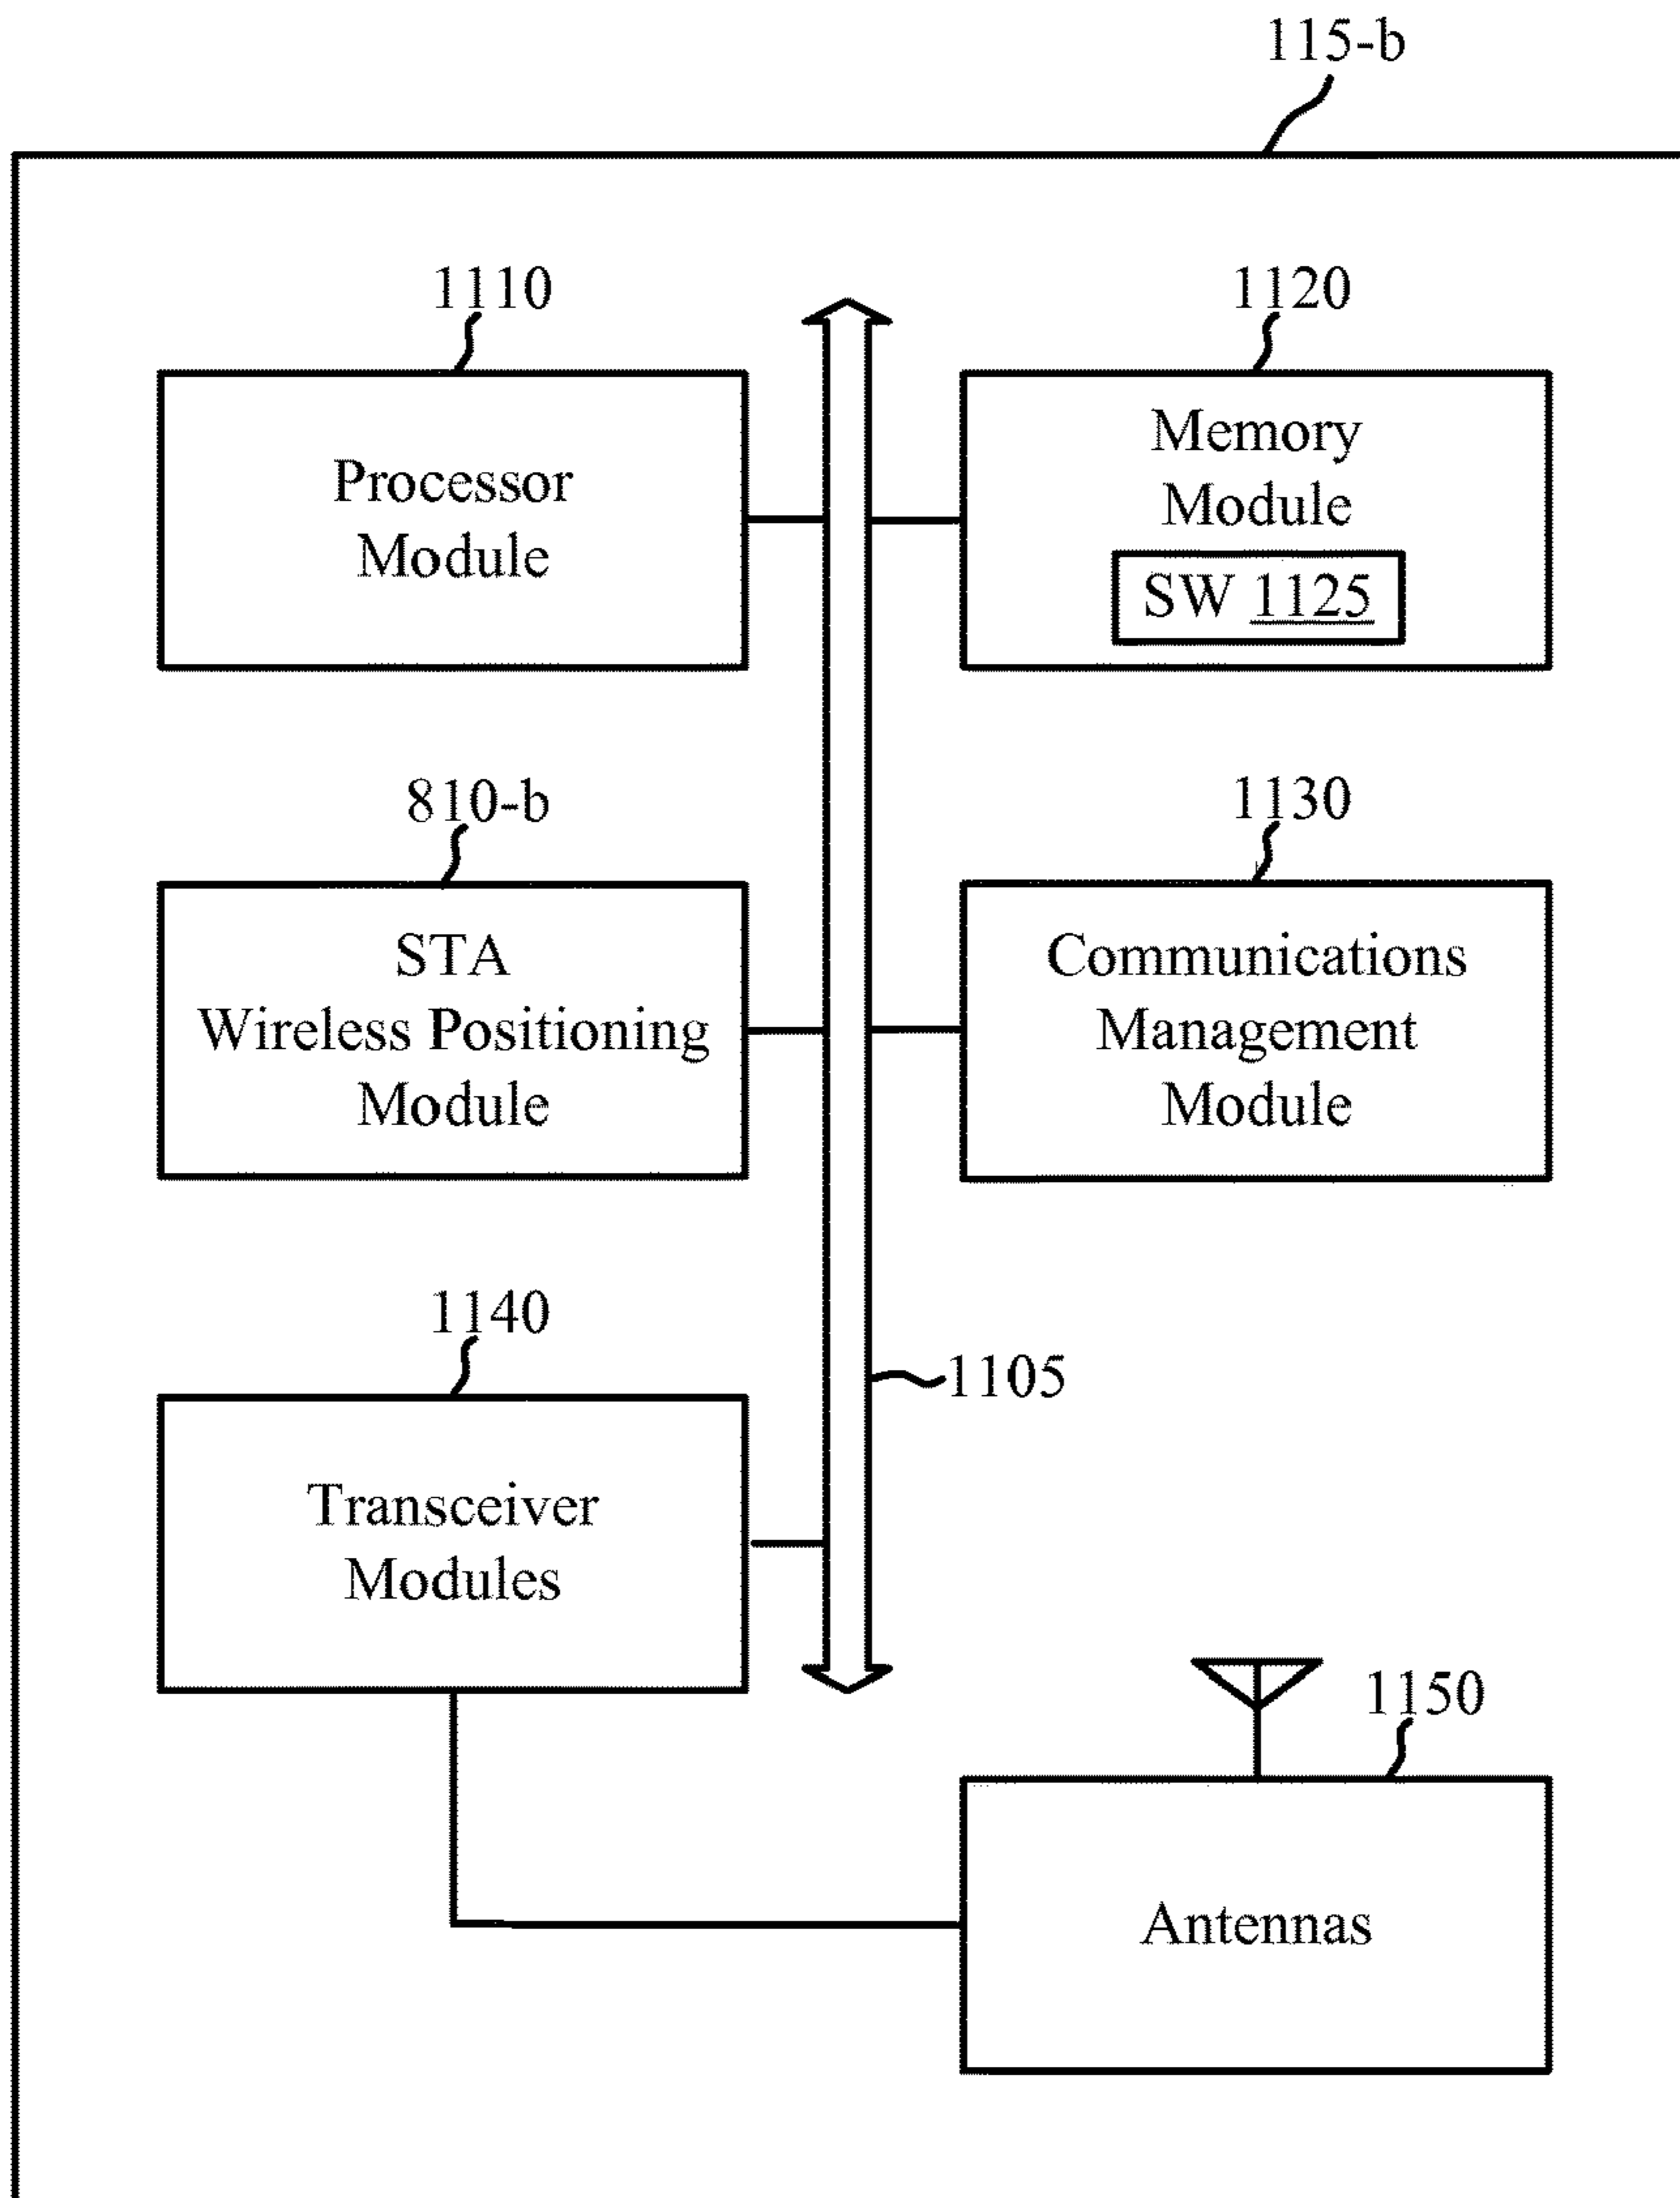 115-b
1110
1120
Processor
Module
Memory
Module
SW 1125
810-b
1130
STA
Wireless Positioning
Module
Communications
Management
Module
1140
1105
Transceiver
Modules
1150
Antennas